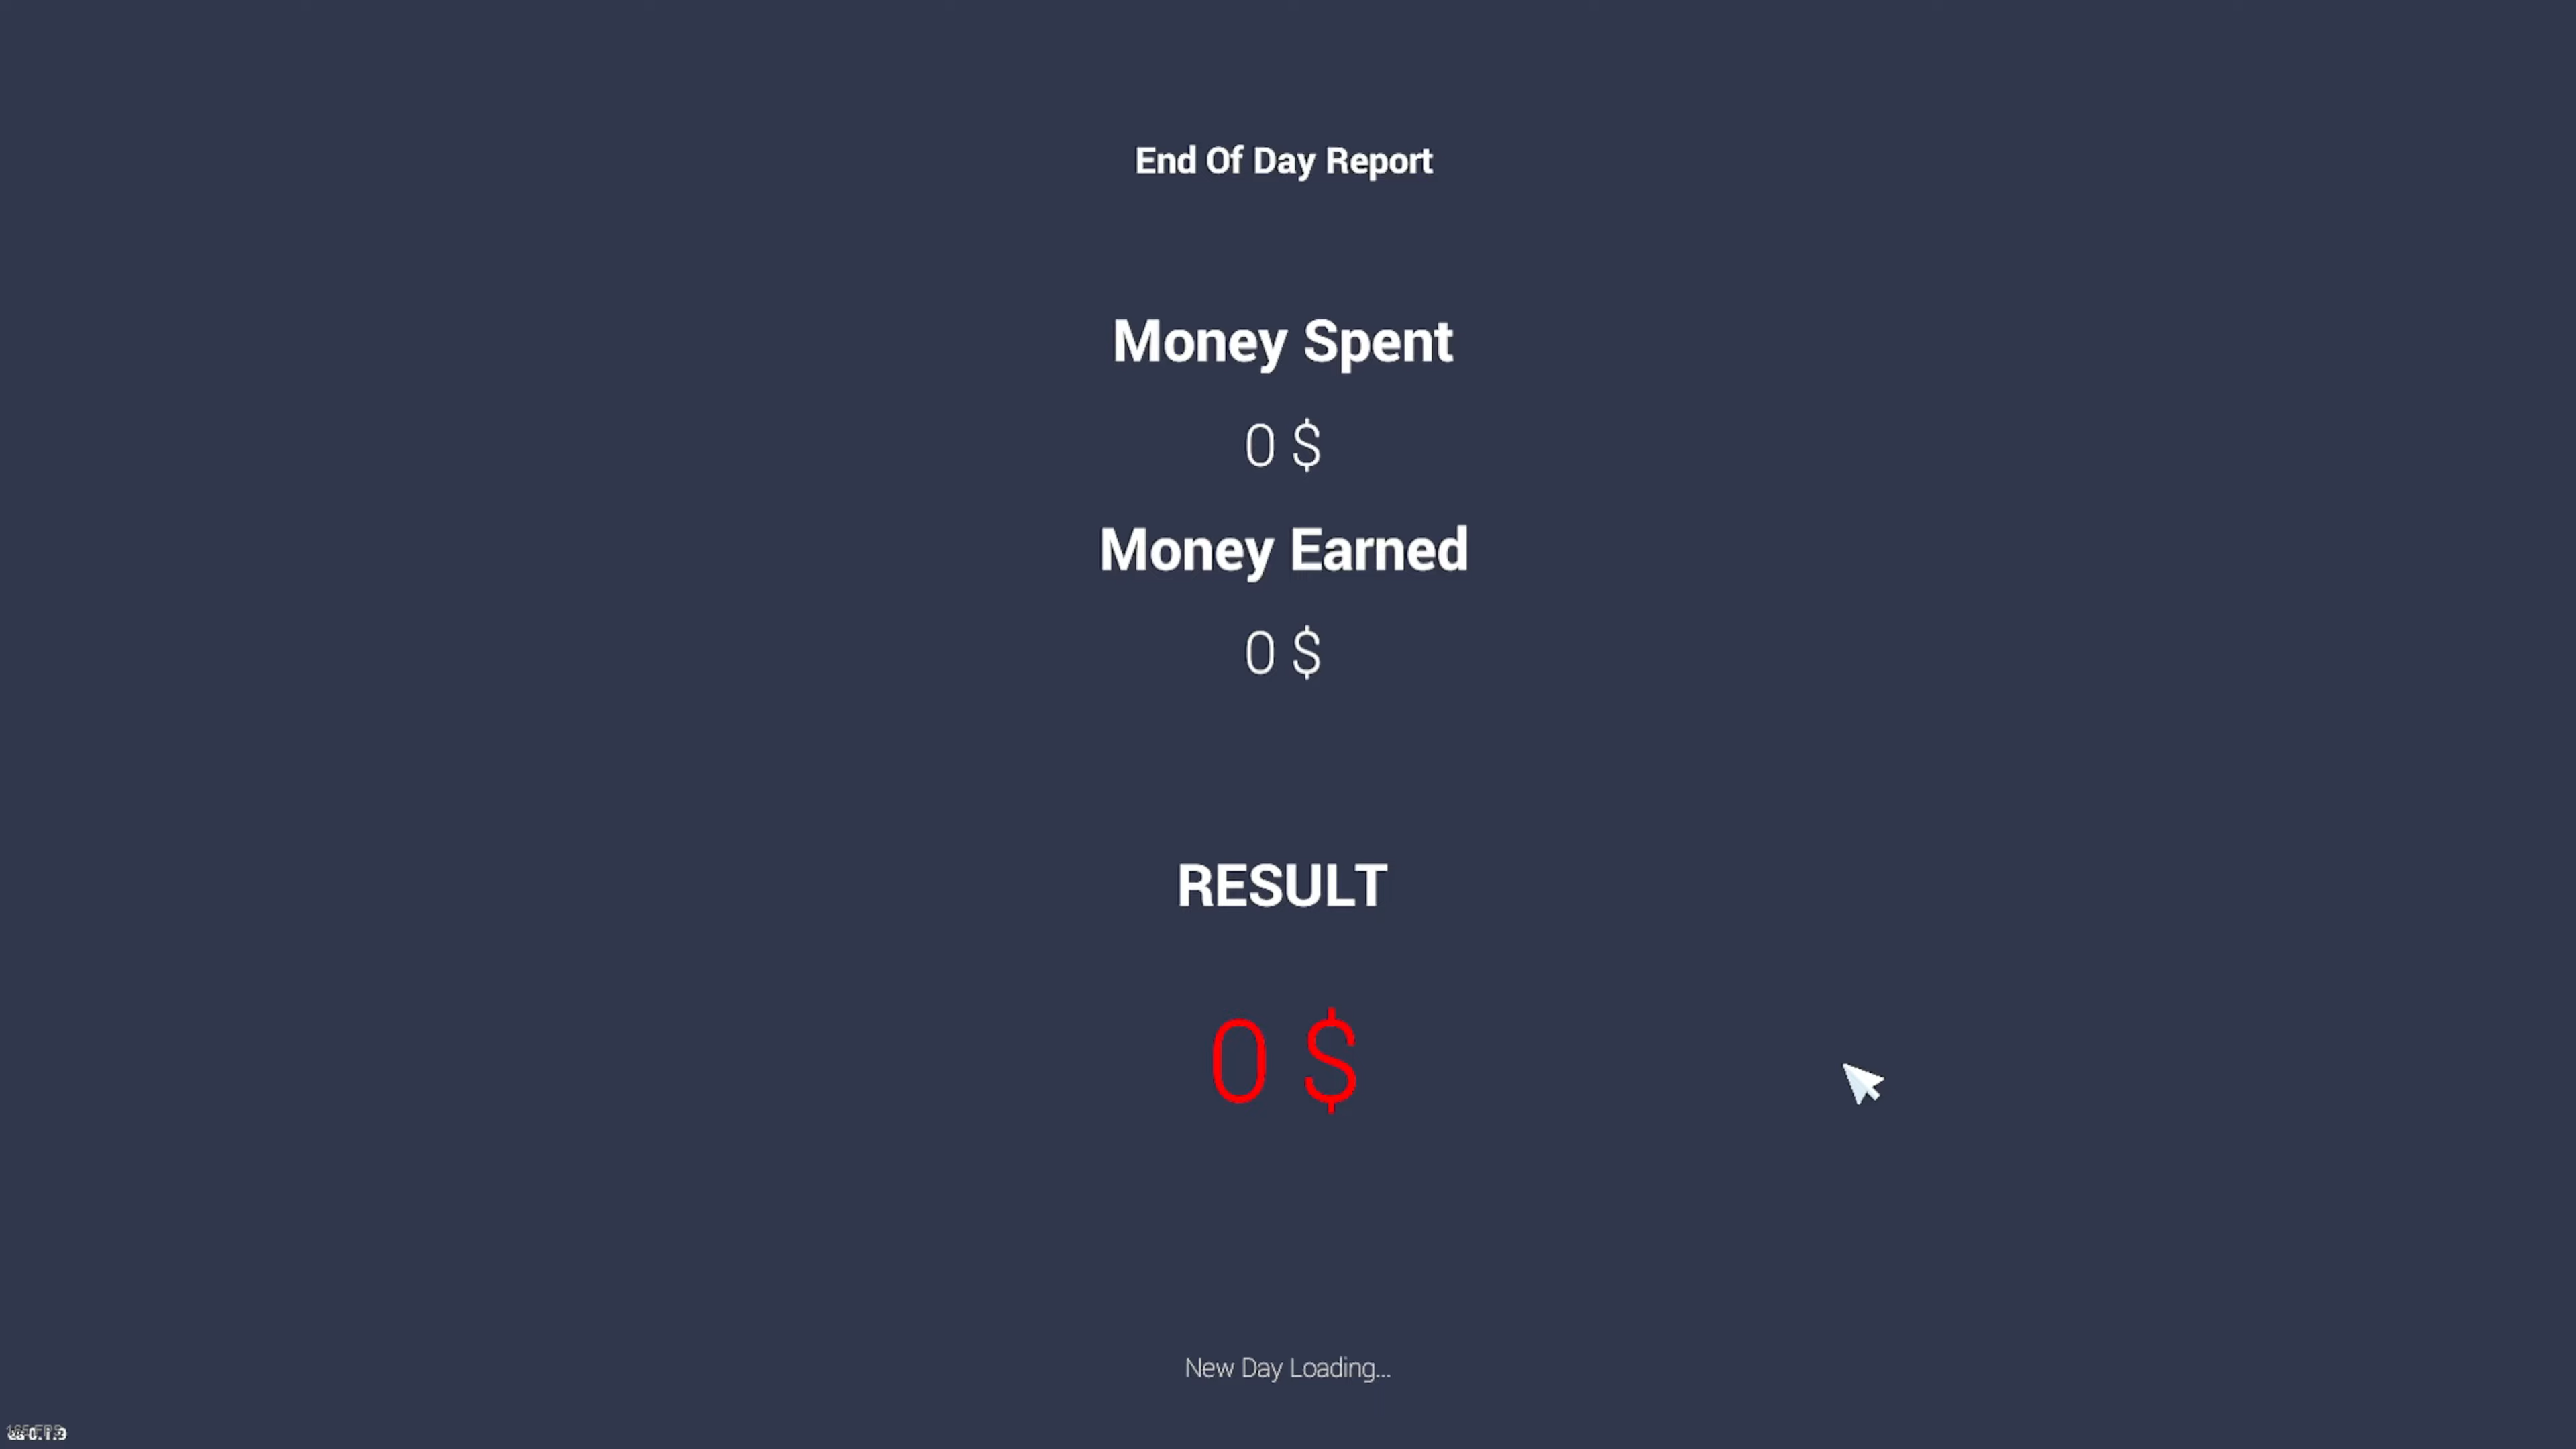 End Of Day Report
Money Spent
0 $
Money Earned
0 $
RESULT
0 $
New Day Loading...